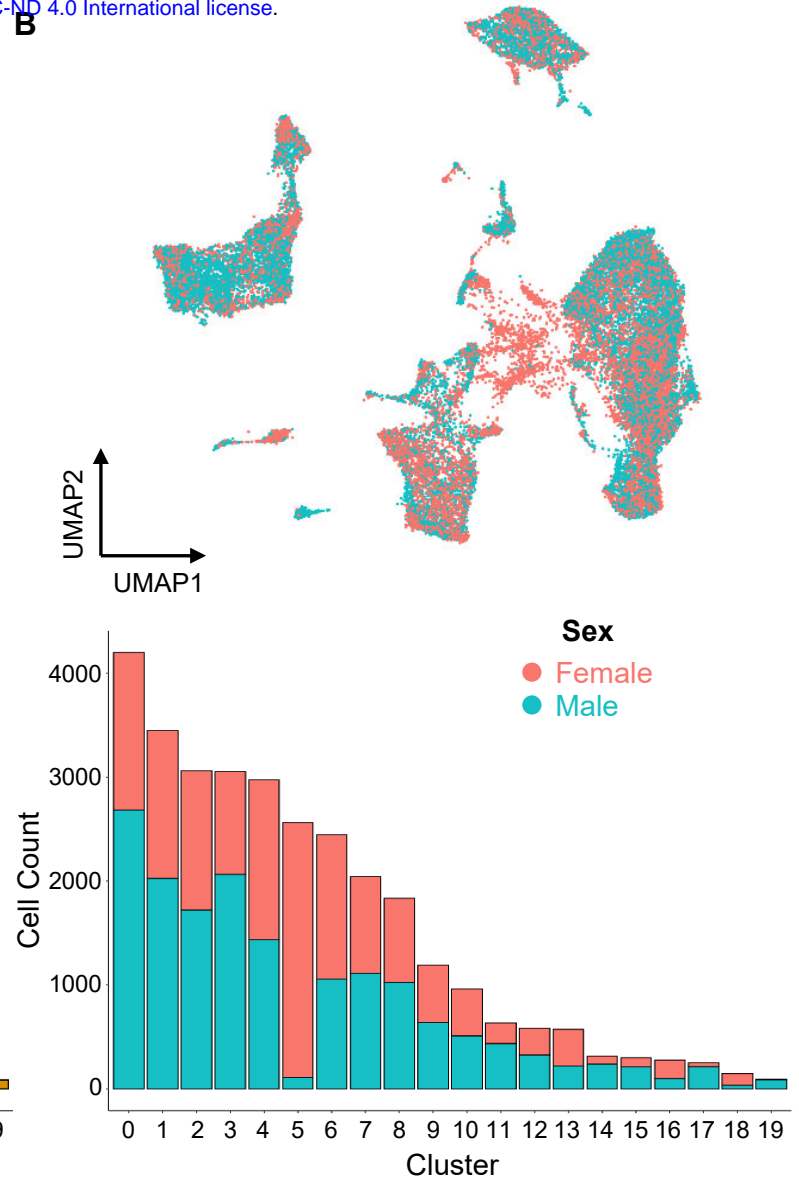 C-ND 4.0 International license.
B
UMAP2
UMAP1
Sex
Female
Male
4000
3000
2000
1000
0
Cell Count
9
0 1 2 3 4 5 6 7 8 9 10 11 12 13 14 15 16 17 18 19
Cluster